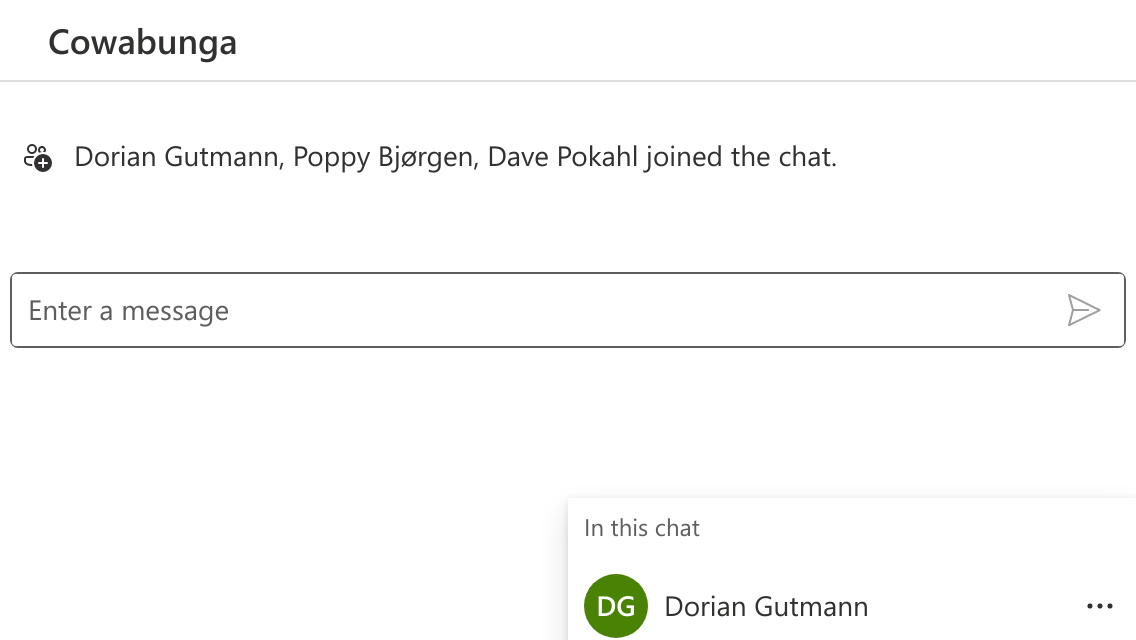 Cowabunga
Dorian Gutmann, Poppy Bjørgen, Dave Pokahl joined the chat.
Enter a message
In this chat
DG Dorian Gutmann